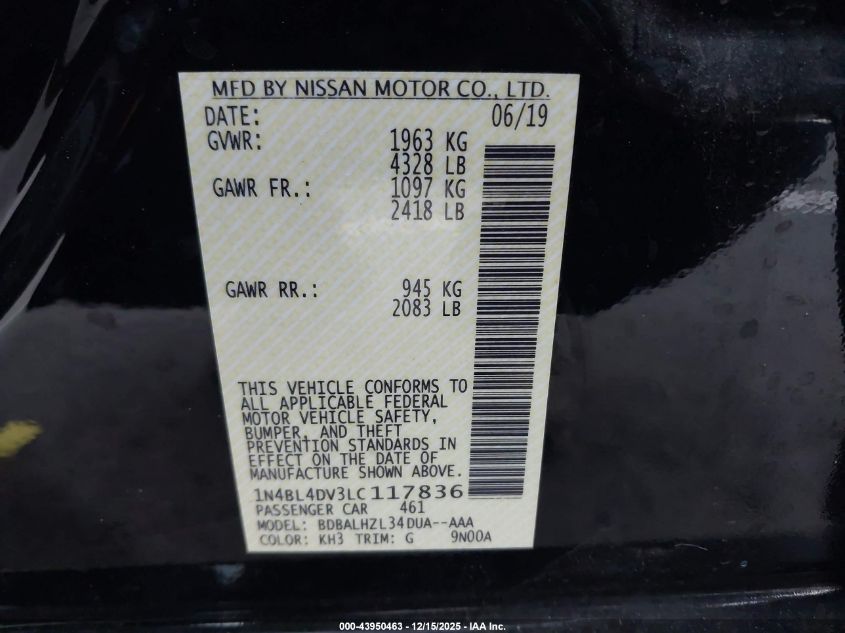 MFD BY NISSAN MOTOR CO., LTD.
DATE: 06/19
GVWR: 1963 KG
4328 LB
GAWR FR.: 1097 KG
2418 LB
GAWR RR.: 945 KG
2083 LB
THIS VEHICLE CONFORMS TO
ALL APPLICABLE FEDERAL
MOTOR VEHICLE SAFETY,
BUMPER, AND THEFT
PREVENTION STANDARDS IN
EFFECT ON THE DATE OF
MANUFACTURE SHOWN ABOVE.
1N4BL4DV3LC117836
PASSENGER CAR 461
MODEL: BDBALHZL34DUA--AAA
COLOR: KH3 TRIM: G 9N00A
000-43950463 - 12/15/2025 - IAA Inc.